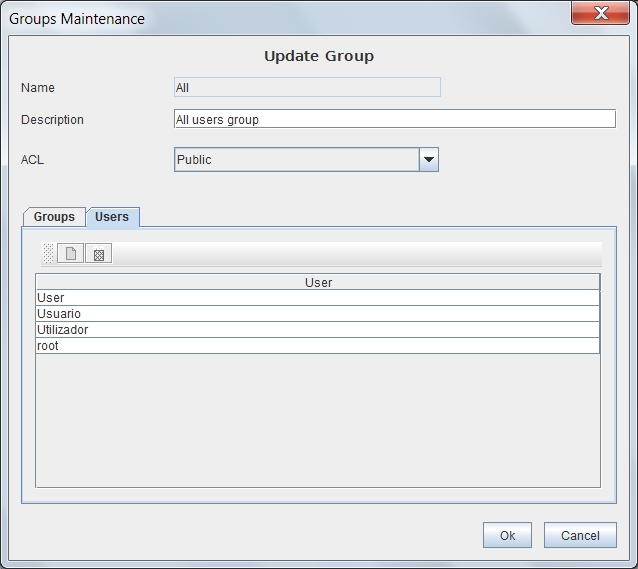 Groups Maintenance
Update Group
Name All
Description All users group
ACL Public
Groups Users
User
User
Usuario
Utilizador
root
Ok Cancel